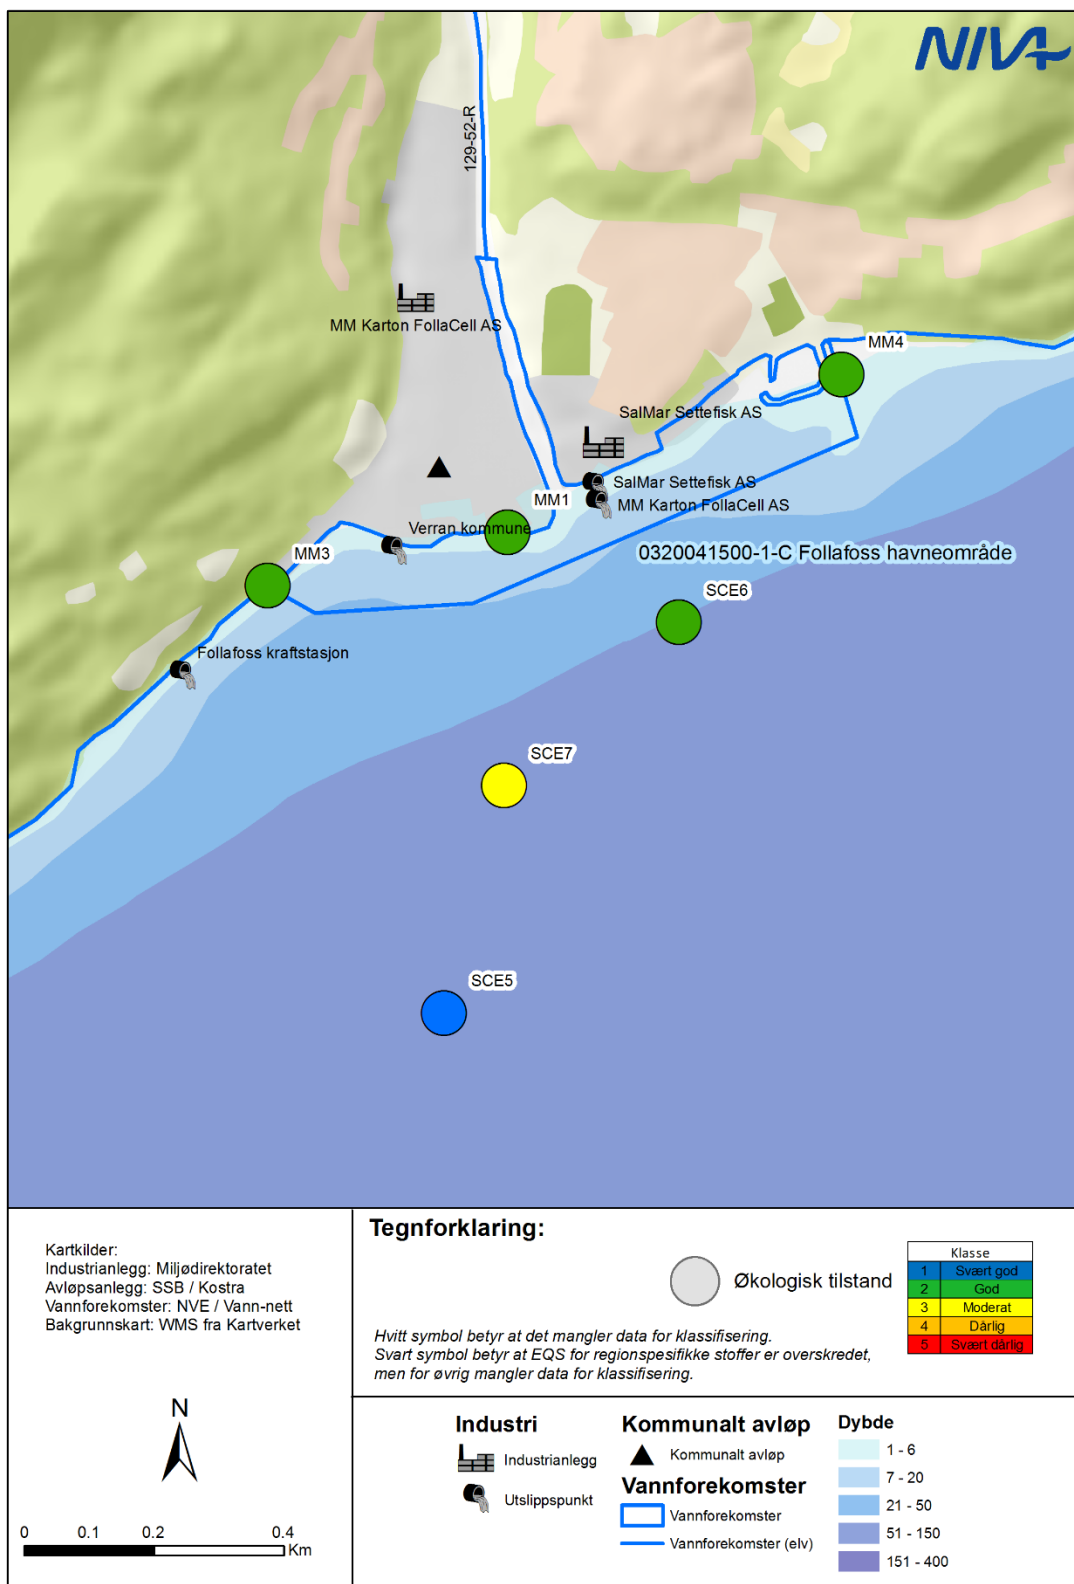 NIVA
129-52-R
MM Karton FollaCell AS
MM4
SalMar Settefisk AS
SalMar Settefisk AS
MM1
MM Karton FollaCell AS
Verran kommune
MM3
0320041500-1-C Follafoss havneområde
SCE6
Follafoss kraftstasjon
SCE7
SCE5
Kartkilder:
Industrianlegg: Miljødirektoratet
Avløpsanlegg: SSB / Kostra
Vannforekomster: NVE / Vann-nett
Bakgrunnskart: WMS fra Kartverket
N
0 0.1 0.2 0.4
Km
Tegnforklaring:
Økologisk tilstand
Klasse
1 Svært god
2 God
3 Moderat
4 Dårlig
5 Svært dårlig
Hvitt symbol betyr at det mangler data for klassifisering.
Svart symbol betyr at EQS for regionspesifikke stoffer er overskredet,
men for øvrig mangler data for klassifisering.
Industri
Industrianlegg
Utslippspunkt
Kommunalt avløp
Kommunalt avløp
Vannforekomster
Vannforekomster
Vannforekomster (elv)
Dybde
1 - 6
7 - 20
21 - 50
51 - 150
151 - 400